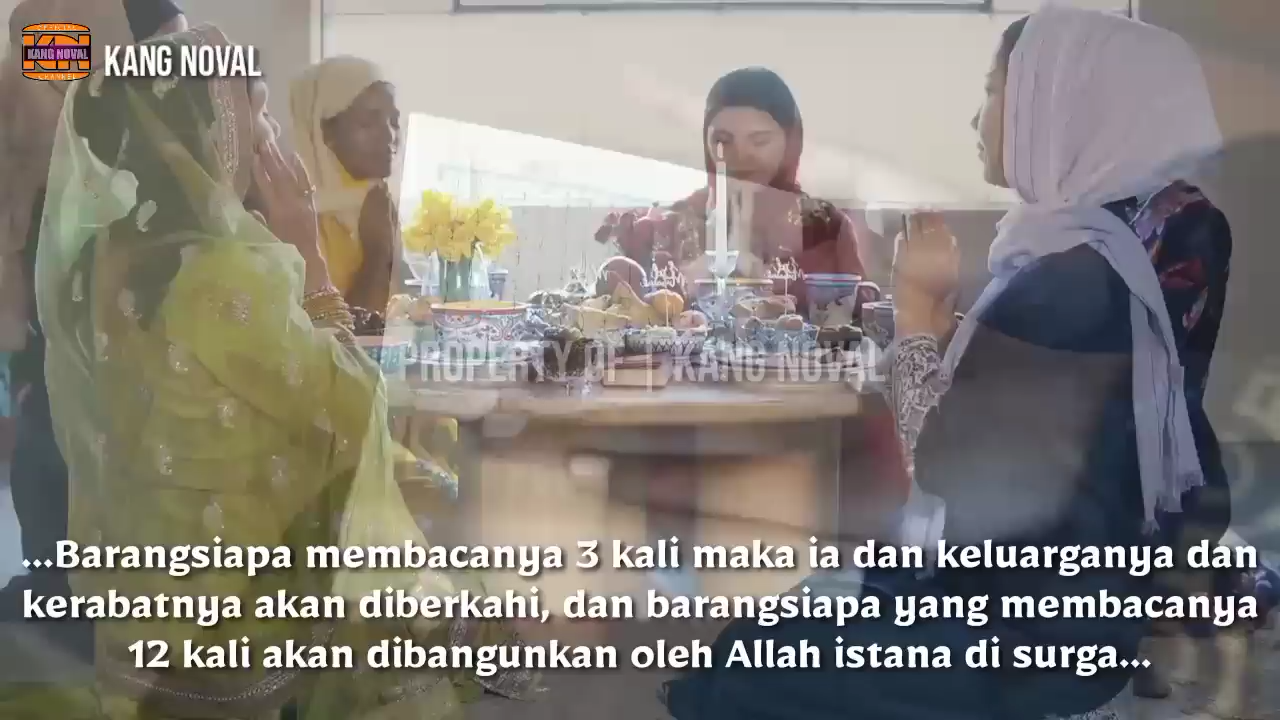 KANG NOVAL
CHANNEL
KANG NOVAL
PROPERTY OF | KANG NOVAL
...Barangsiapa membacanya 3 kali maka ia dan keluarganya dan
kerabatnya akan diberkahi, dan barangsiapa yang membacanya
12 kali akan dibangunkan oleh Allah istana di surga...